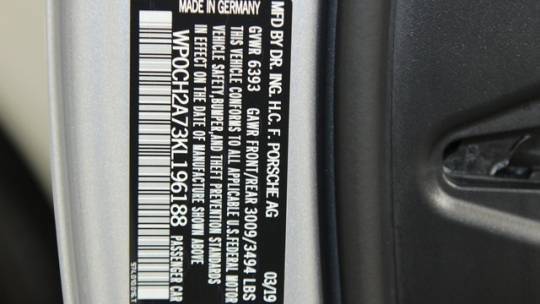 MFD BY DR. ING. H.C. F. PORSCHE AG 03/19
GVWR 6393 GAWR FRONT/REAR 3009/3494 LBS
THIS VEHICLE CONFORMS TO ALL APPLICABLE U.S. FEDERAL MOTOR
VEHICLE SAFETY, BUMPER, AND THEFT PREVENTION STANDARDS
IN EFFECT ON THE DATE OF MANUFACTURE SHOWN ABOVE
WP0CH2A73KL196188 PASSENGER CAR
MADE IN GERMANY